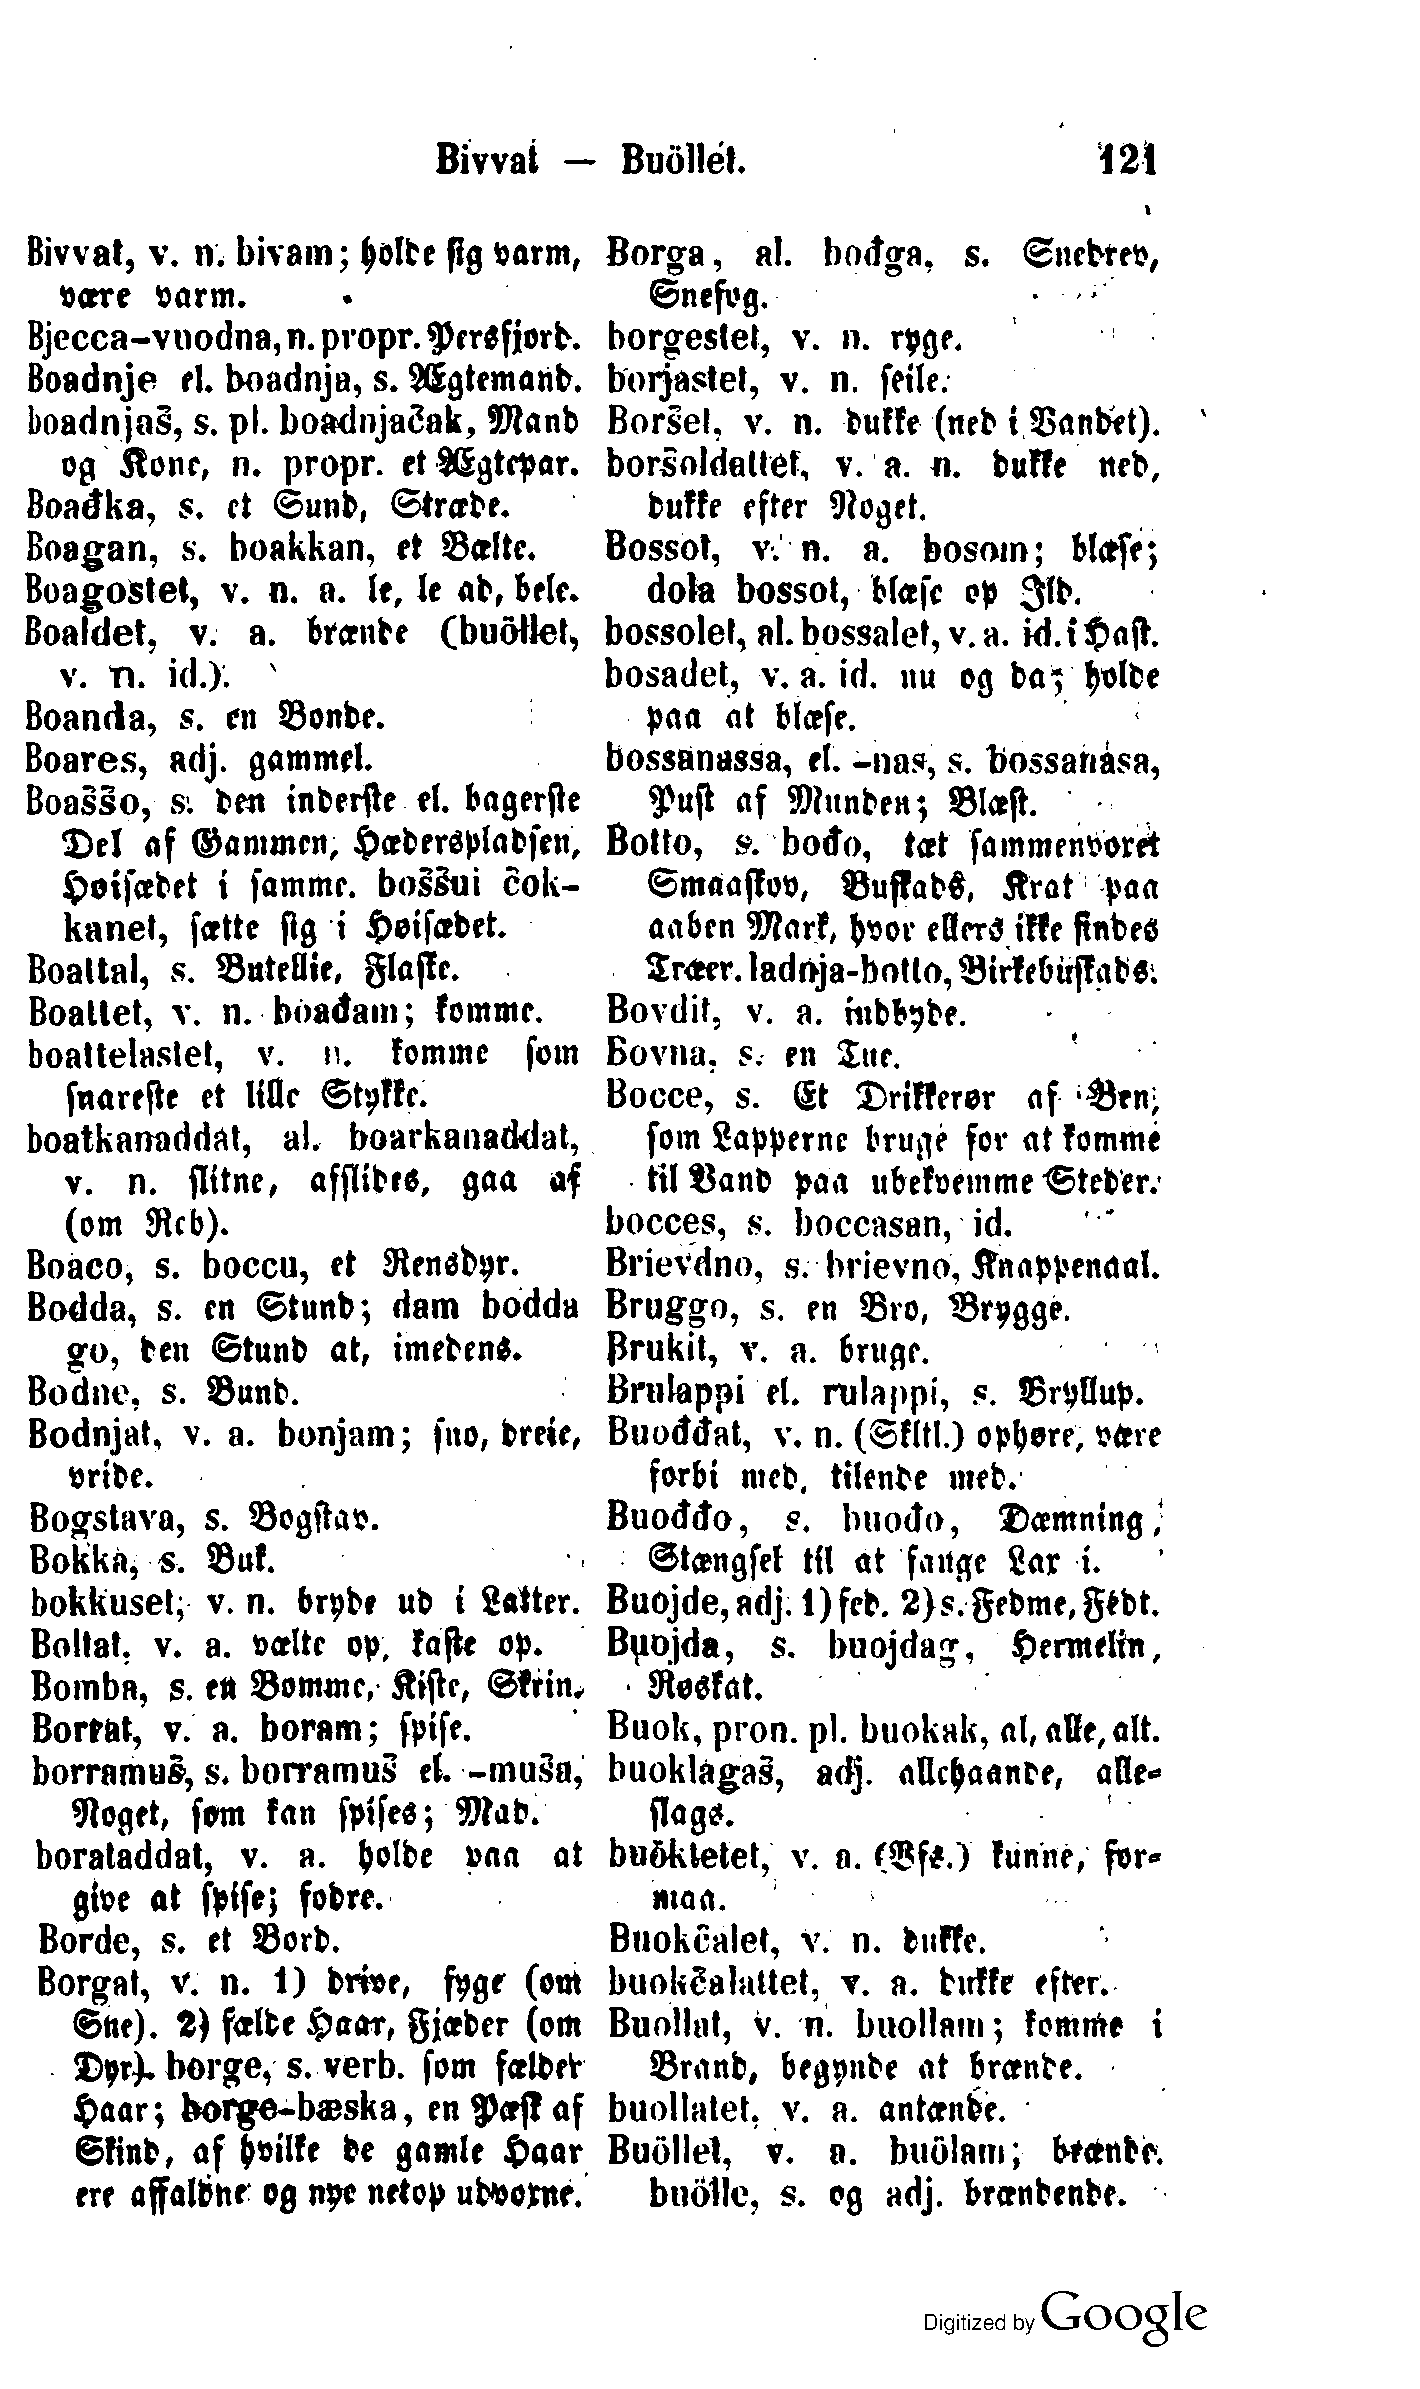 Bivvat — Buöllet. 121
Bivvat, v. n. bivam; holde sig varm,
være varm.
Bjecca-vuodna, n. propr. Persfjord.
Boadnje el. boadnja, s. Ægtemand.
boadnjaš, s. pl. boadnjačak, Mand
og Kone, n. propr. et Ægtepar.
Boađka, s. et Sund, Stræde.
Boagan, s. boakkan, et Bælte.
Boagostet, v. n. a. le, le ad, bele.
Boaldet, v. a. brænde (buöllet,
v. n. id.).
Boanda, s. en Bonde.
Boares, adj. gammel.
Boaššo, s. den inderste el. bagerste
Del af Gammen, Hæderspladsen,
Høisædet i samme. boššui čok-
kanet, sætte sig i Høisædet.
Boattal, s. Butellie, Flaske.
Boattet, v. n. boađam; komme.
boattelastet, v. n. komme som
snareste et lille Stykke.
boatkanaddat, al. boarkanaddat,
v. n. slitne, afslides, gaa af
(om Reb).
Boaco, s. boccu, et Rensdyr.
Bodda, s. en Stund; dam bodda
go, den Stund at, imedens.
Bodne, s. Bund.
Bodnjat, v. a. bonjam; sno, dreie,
vride.
Bogstava, s. Bogstav.
Bokka, s. Buk.
bokkuset, v. n. bryde ud i Latter.
Boltat, v. a. vælte op, kaste op.
Bomba, s. en Bomme, Kiste, Skrin.
Borrat, v. a. boram; spise.
borramuš, s. borramuš el. -muša,
Noget, som kan spises; Mad.
borataddat, v. a. holde paa at
give at spise; fodre.
Borde, s. et Bord.
Borgat, v. n. 1) drive, fyge (om
Sne). 2) fælde Haar, Fjæder (om
Dyr). borge, s. verb. som fælder
Haar; borge-bæska, en Pæsk af
Skind, af hvilke de gamle Haar
ere affaldne og nye netop udvoxne.
Borga, al. bođga, s. Snedrev,
Snefog.
borgestet, v. n. ryge.
borjastet, v. n. seile.
Boršet, v. n. dukke (ned i Vandet).
boršoldattet, v. a. n. dukke ned,
dukke efter Noget.
Bossot, v. n. a. bosom; blæse;
dola bossot, blæse op Ild.
bossolet, al. bossalet, v. a. id. i Hast.
bosadet, v. a. id. nu og da; holde
paa at blæse.
bossanassa, el. -nas, s. bossanasa,
Pust af Munden; Blæst.
Botto, s. bođo, tæt sammenvoret
Smaaskov, Buskads, Krat paa
aaben Mark, hvor ellers ikke findes
Træer. ladnja-botto, Birkebuskads.
Bovdit, v. a. indbyde.
Bovna, s. en Tue.
Bocce, s. Et Drikkerør af Ben,
som Lapperne bruge for at komme
til Vand paa ubekvemme Steder.
bocces, s. boccasan, id.
Brievdno, s. brievno, Knappenaal.
Bruggo, s. en Bro, Brygge.
Brukit, v. a. bruge.
Brulappi el. rulappi, s. Bryllup.
Buođđat, v. n. (Skltl.) ophøre, være
forbi med, tilende med.
Buođđo, s. buođo, Dæmning,
Stængsel til at fange Lax i.
Buojde, adj. 1) fed. 2) s. Fedme, Fedt.
Buojda, s. buojdag, Hermelin,
Røskat.
Buok, pron. pl. buokak, al, alle, alt.
buoklagaš, adj. allehaande, alle-
slags.
buöktetet, v. a. (Vfs.) kunne, for-
maa.
Buokčalet, v. n. dukke.
buokčalattet, v. a. dukke efter.
Buollat, v. n. buollam; komme i
Brand, begynde at brænde.
buollatet, v. a. antænde.
Buöllet, v. a. buölam; brænde.
buölle, s. og adj. brændende.
Digitized by Google